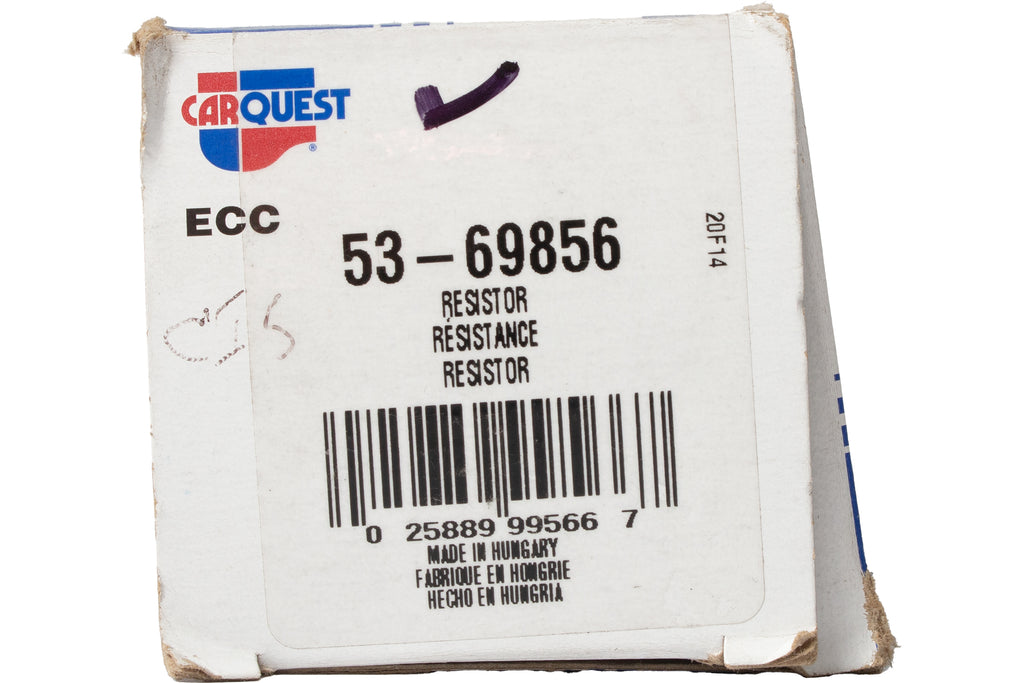 CARQUEST
®
ECC
53-69856
20F14
RESISTOR
RÉSISTANCE
RESISTOR
0 25889 99566 7
MADE IN HUNGARY
FABRIQUE EN HONGRIE
HECHO EN HUNGRIA